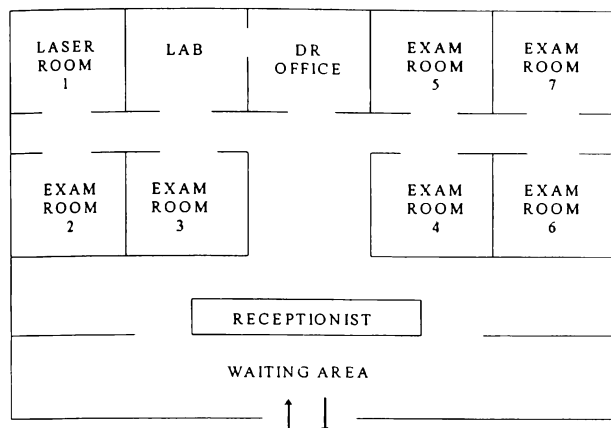 LASER
ROOM
1
LAB
DR
OFFICE
EXAM
ROOM
5
EXAM
ROOM
7
EXAM
ROOM
2
EXAM
ROOM
3
EXAM
ROOM
4
EXAM
ROOM
6
RECEPTIONIST
WAITING AREA